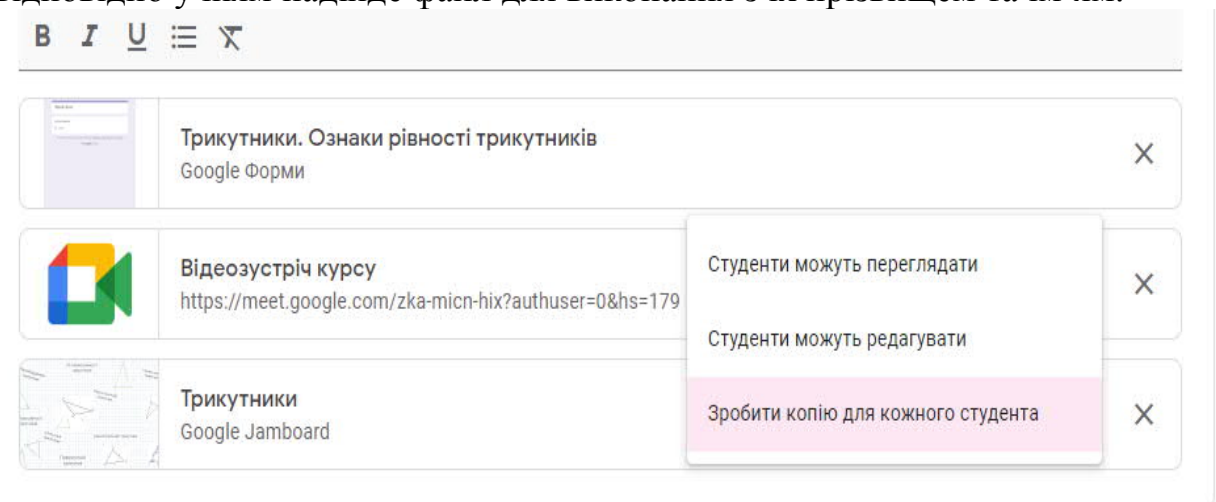 B I U
Трикутники. Ознаки рівності трикутників
Google Форми
Відеозустріч курсу
https://meet.google.com/zka-micn-hix?authuser=0&hs=179
Студенти можуть переглядати
Студенти можуть редагувати
Зробити копію для кожного студента
Трикутники
Google Jamboard